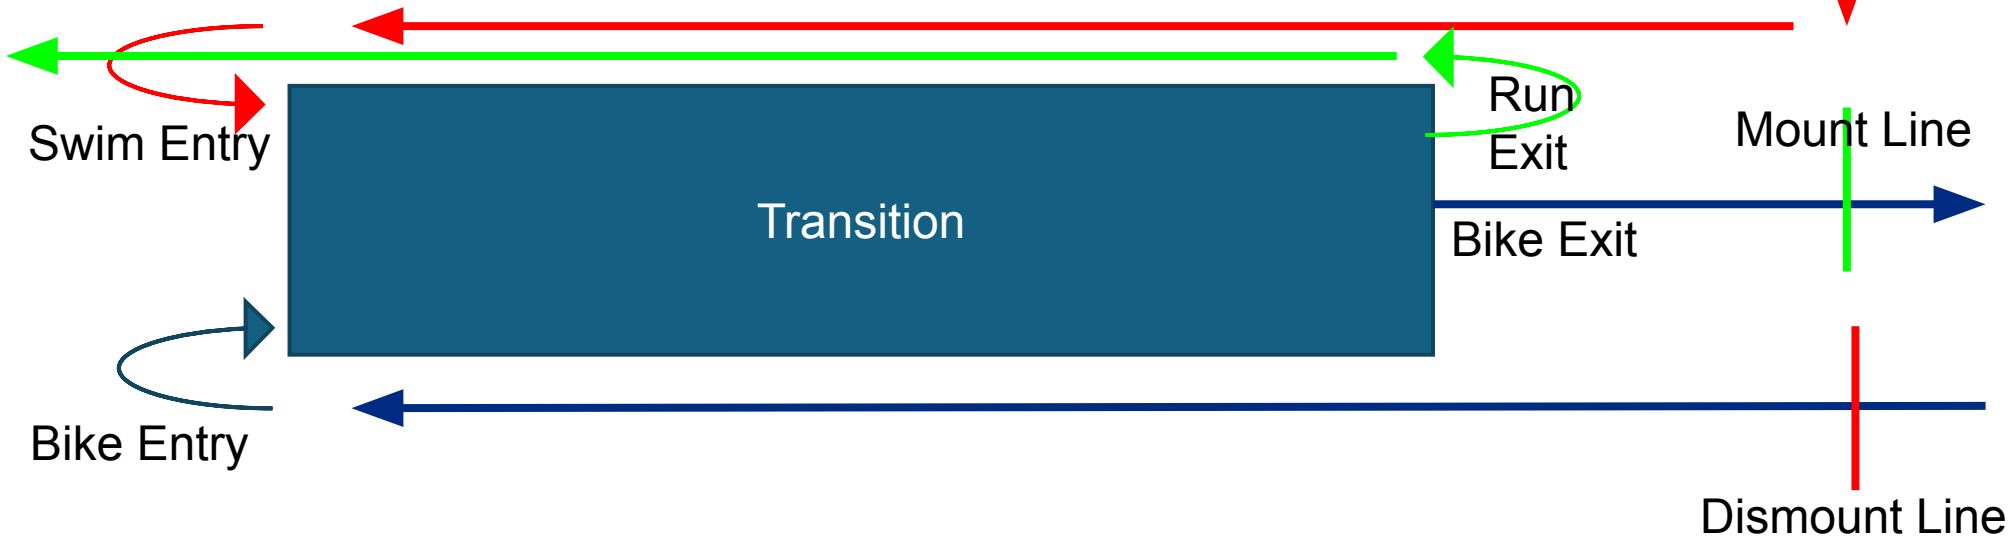 Run
Exit
Mount Line
Swim Entry
Transition
Bike Exit
Bike Entry
Dismount Line